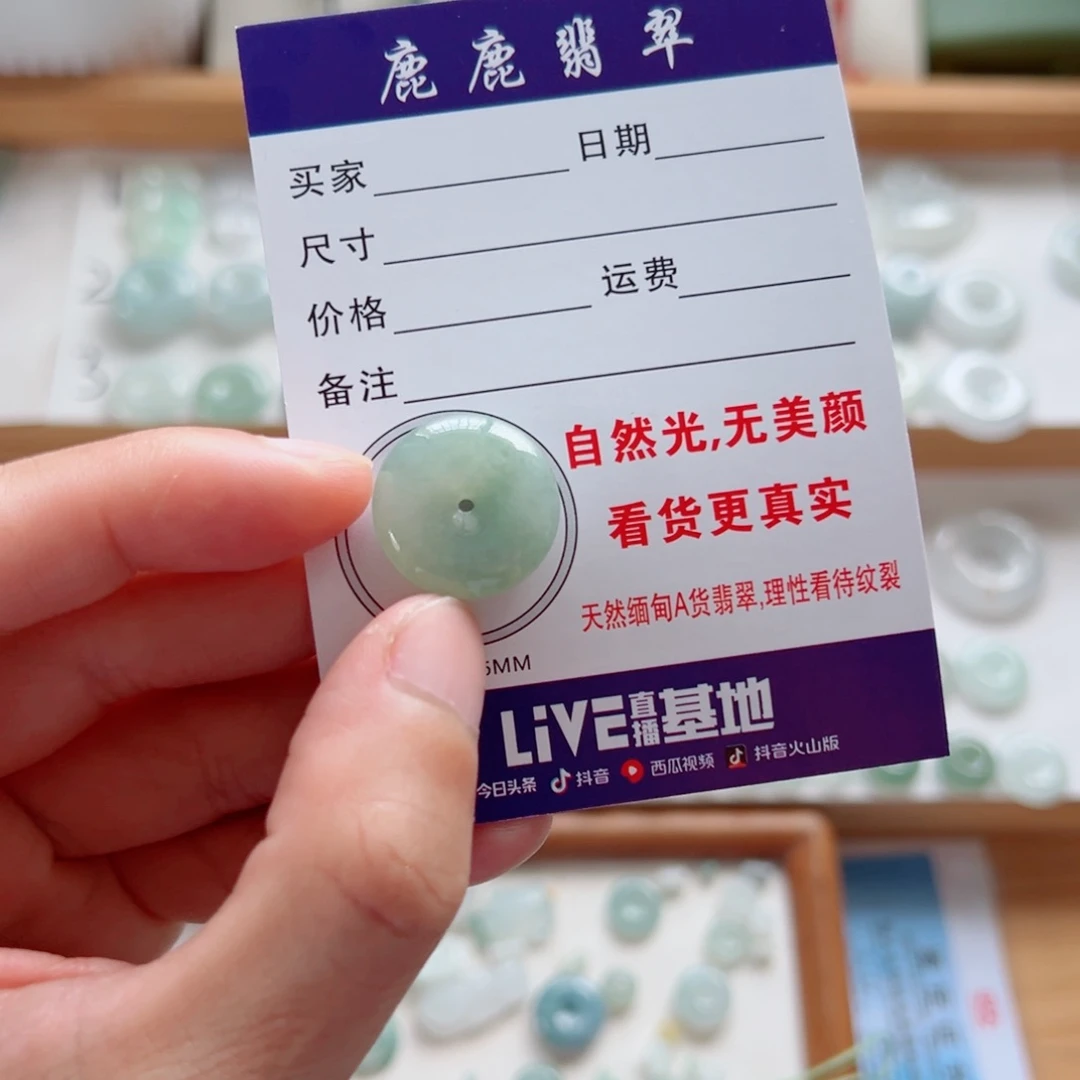 鹿鹿翡翠
买家 日期
尺寸
价格 运费
备注
自然光,无美颜
看货更真实
天然缅甸A货翡翠,理性看待纹裂
5MM
LiVE直播基地
今日头条 抖音 西瓜视频 抖音火山版
2
3